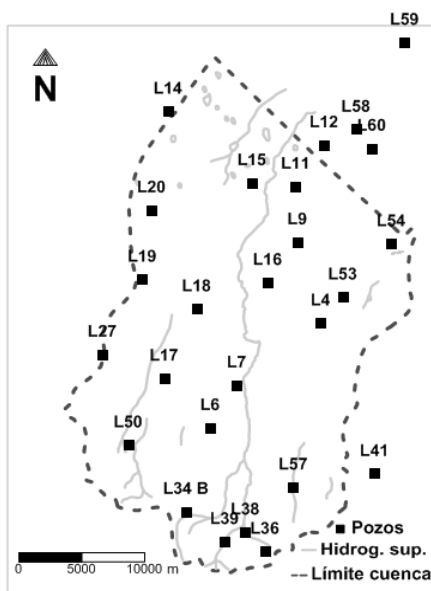 L59
L14
L58
L12
L60
L15
L11
L20
L54
L9
L19
L16
L53
L18
L4
L27
L17
L7
L6
L50
L41
L57
L34 B
L38
L39
L36
N
Pozos
Hidrog. sup.
Límite cuenca
0 5000 10000 m